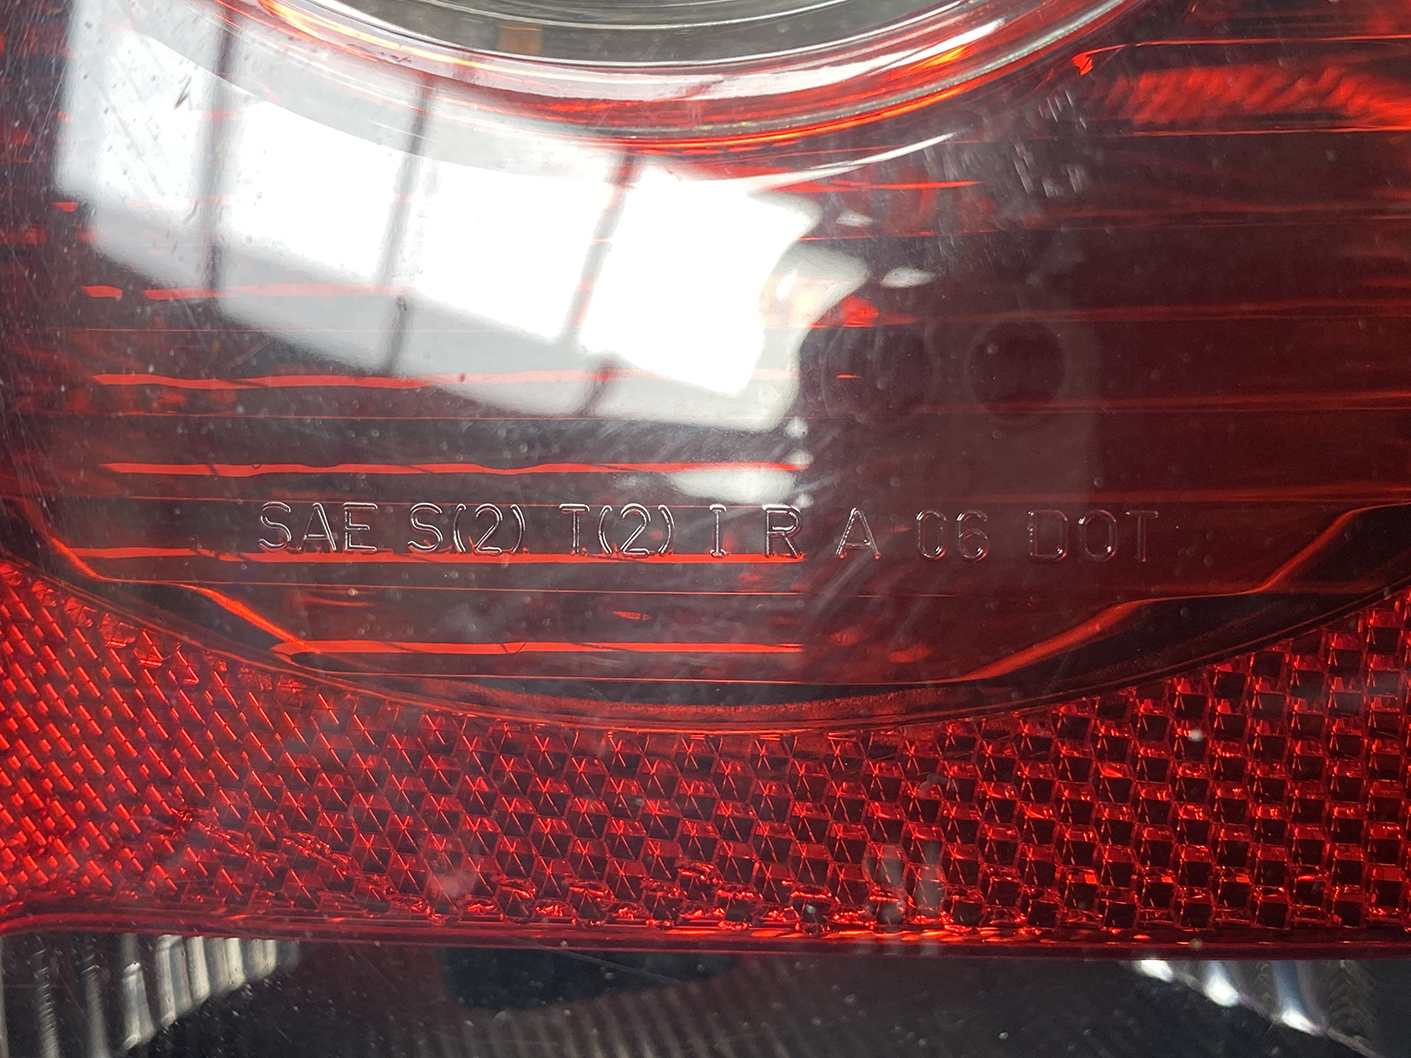 SAE S(2) T(2) I R A 06 DOT